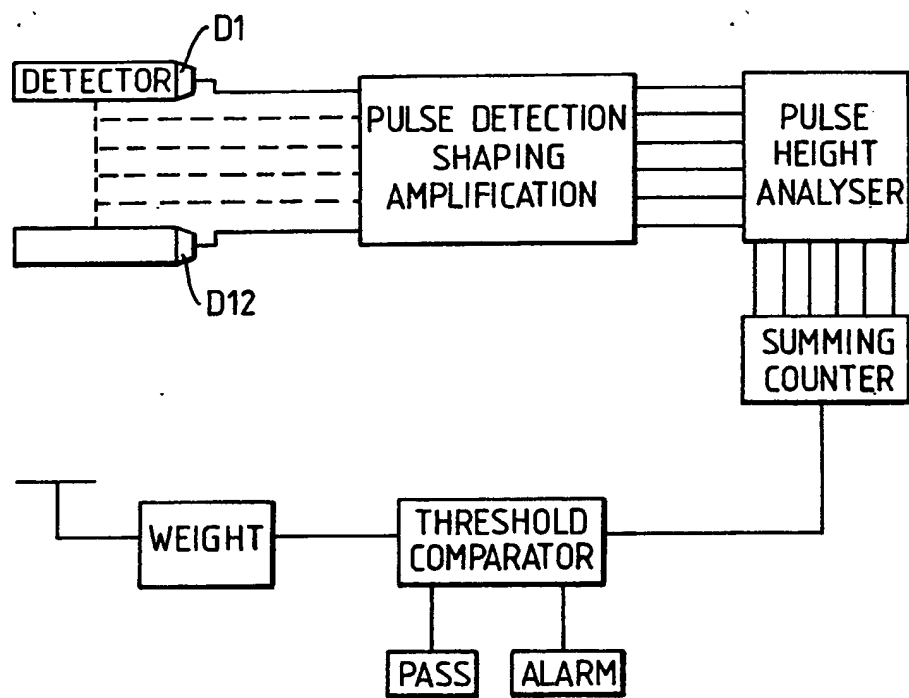 D1
DETECTOR
PULSE DETECTION
SHAPING
AMPLIFICATION
PULSE
HEIGHT
ANALYSER
D12
SUMMING
COUNTER
WEIGHT
THRESHOLD
COMPARATOR
PASS
ALARM